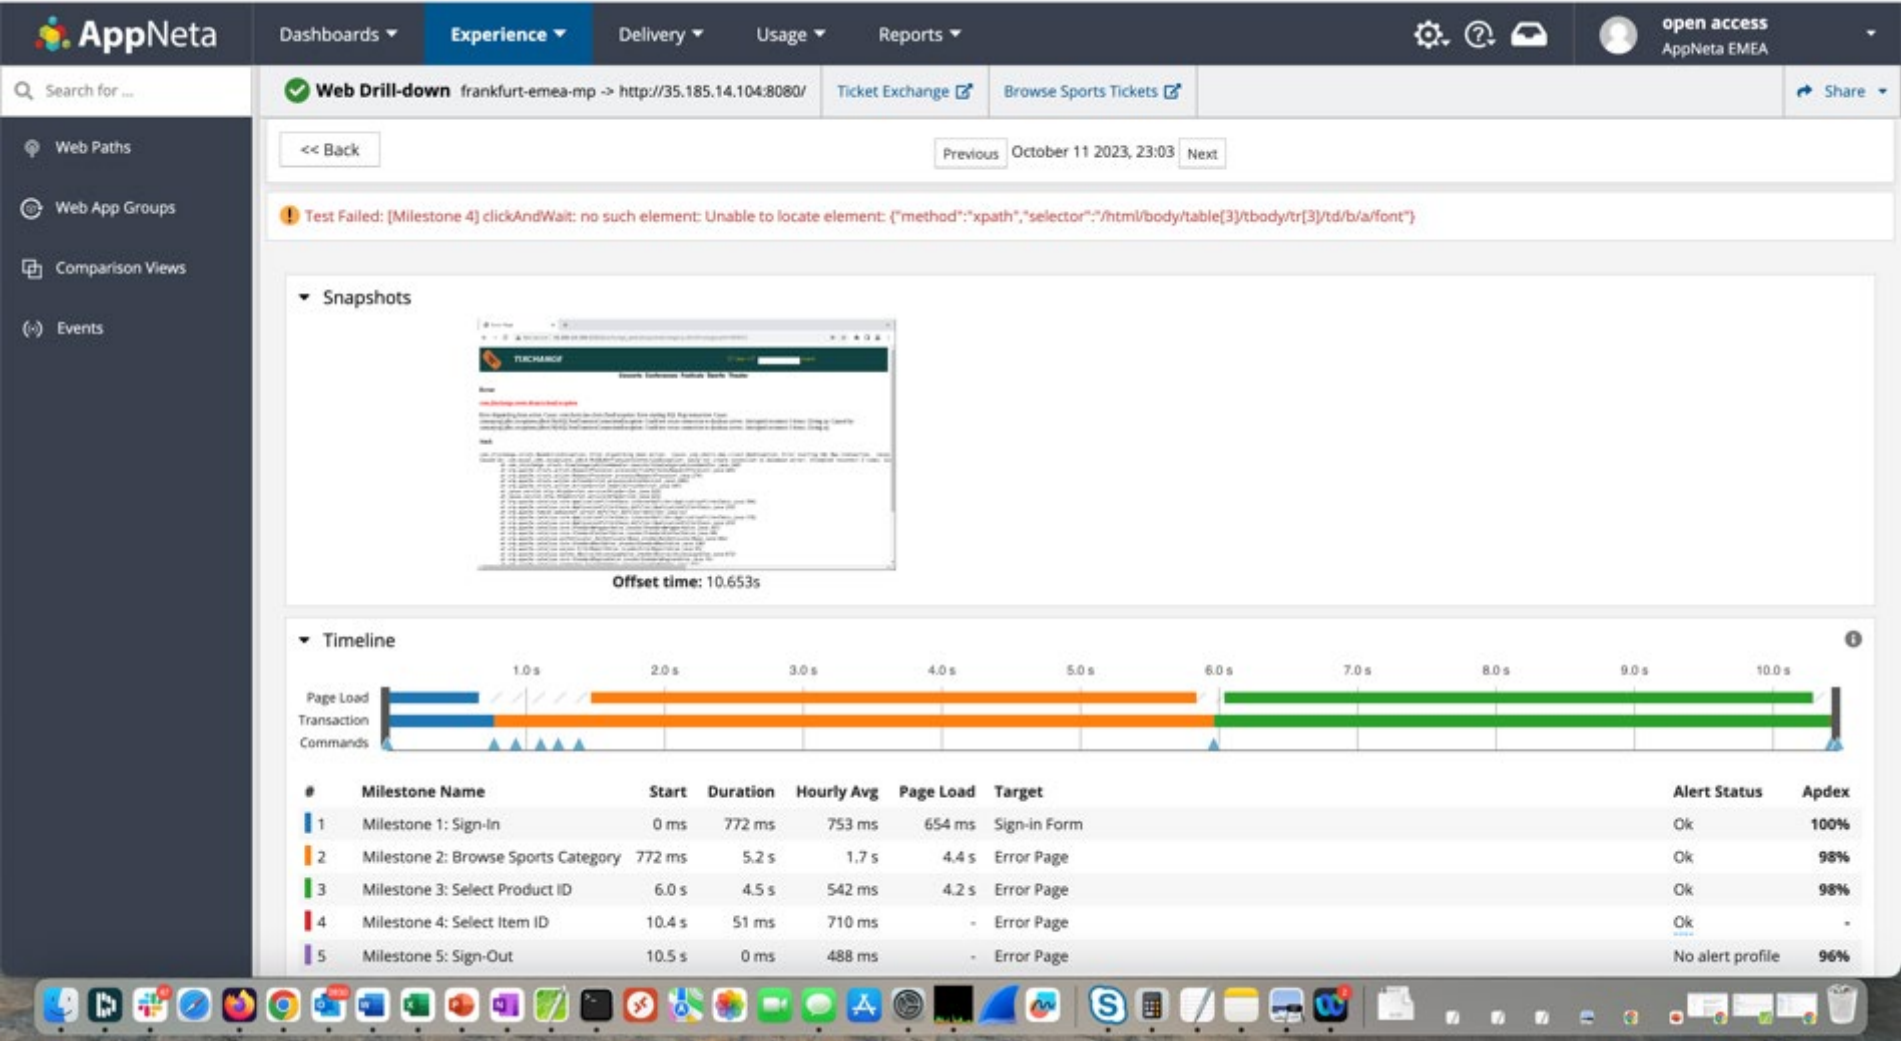 AppNeta Dashboards Experience Delivery Usage Reports open access
AppNeta EMEA
Search for ...
Web Drill-down frankfurt-emea-mp -> http://35.185.14.104:8080/ Ticket Exchange Browse Sports Tickets Share
Web Paths
Web App Groups
Comparison Views
Events
<< Back Previous October 11 2023, 23:03 Next
Test Failed: [Milestone 4] clickAndWait: no such element: Unable to locate element: {"method":"xpath","selector":"/html/body/table[3]/tbody/tr[3]/td/b/a/font"}
Snapshots
TIXCHANGE
Offset time: 10.653s
Timeline
1.0 s 2.0 s 3.0 s 4.0 s 5.0 s 6.0 s 7.0 s 8.0 s 9.0 s 10.0 s
Page Load
Transaction
Commands
# Milestone Name Start Duration Hourly Avg Page Load Target Alert Status Apdex
1 Milestone 1: Sign-In 0 ms 772 ms 753 ms 654 ms Sign-in Form Ok 100%
2 Milestone 2: Browse Sports Category 772 ms 5.2 s 1.7 s 4.4 s Error Page Ok 98%
3 Milestone 3: Select Product ID 6.0 s 4.5 s 542 ms 4.2 s Error Page Ok 98%
4 Milestone 4: Select Item ID 10.4 s 51 ms 710 ms - Error Page Ok -
5 Milestone 5: Sign-Out 10.5 s 0 ms 488 ms - Error Page No alert profile 96%